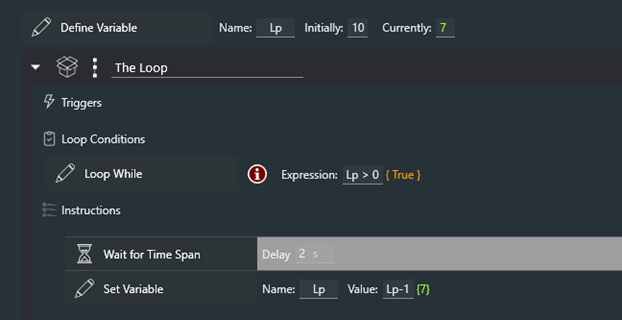 Define Variable Name: Lp Initially: 10 Currently: 7
The Loop
Triggers
Loop Conditions
Loop While Expression: Lp > 0 { True }
Instructions
Wait for Time Span Delay 2 s
Set Variable Name: Lp Value: Lp-1 {7}